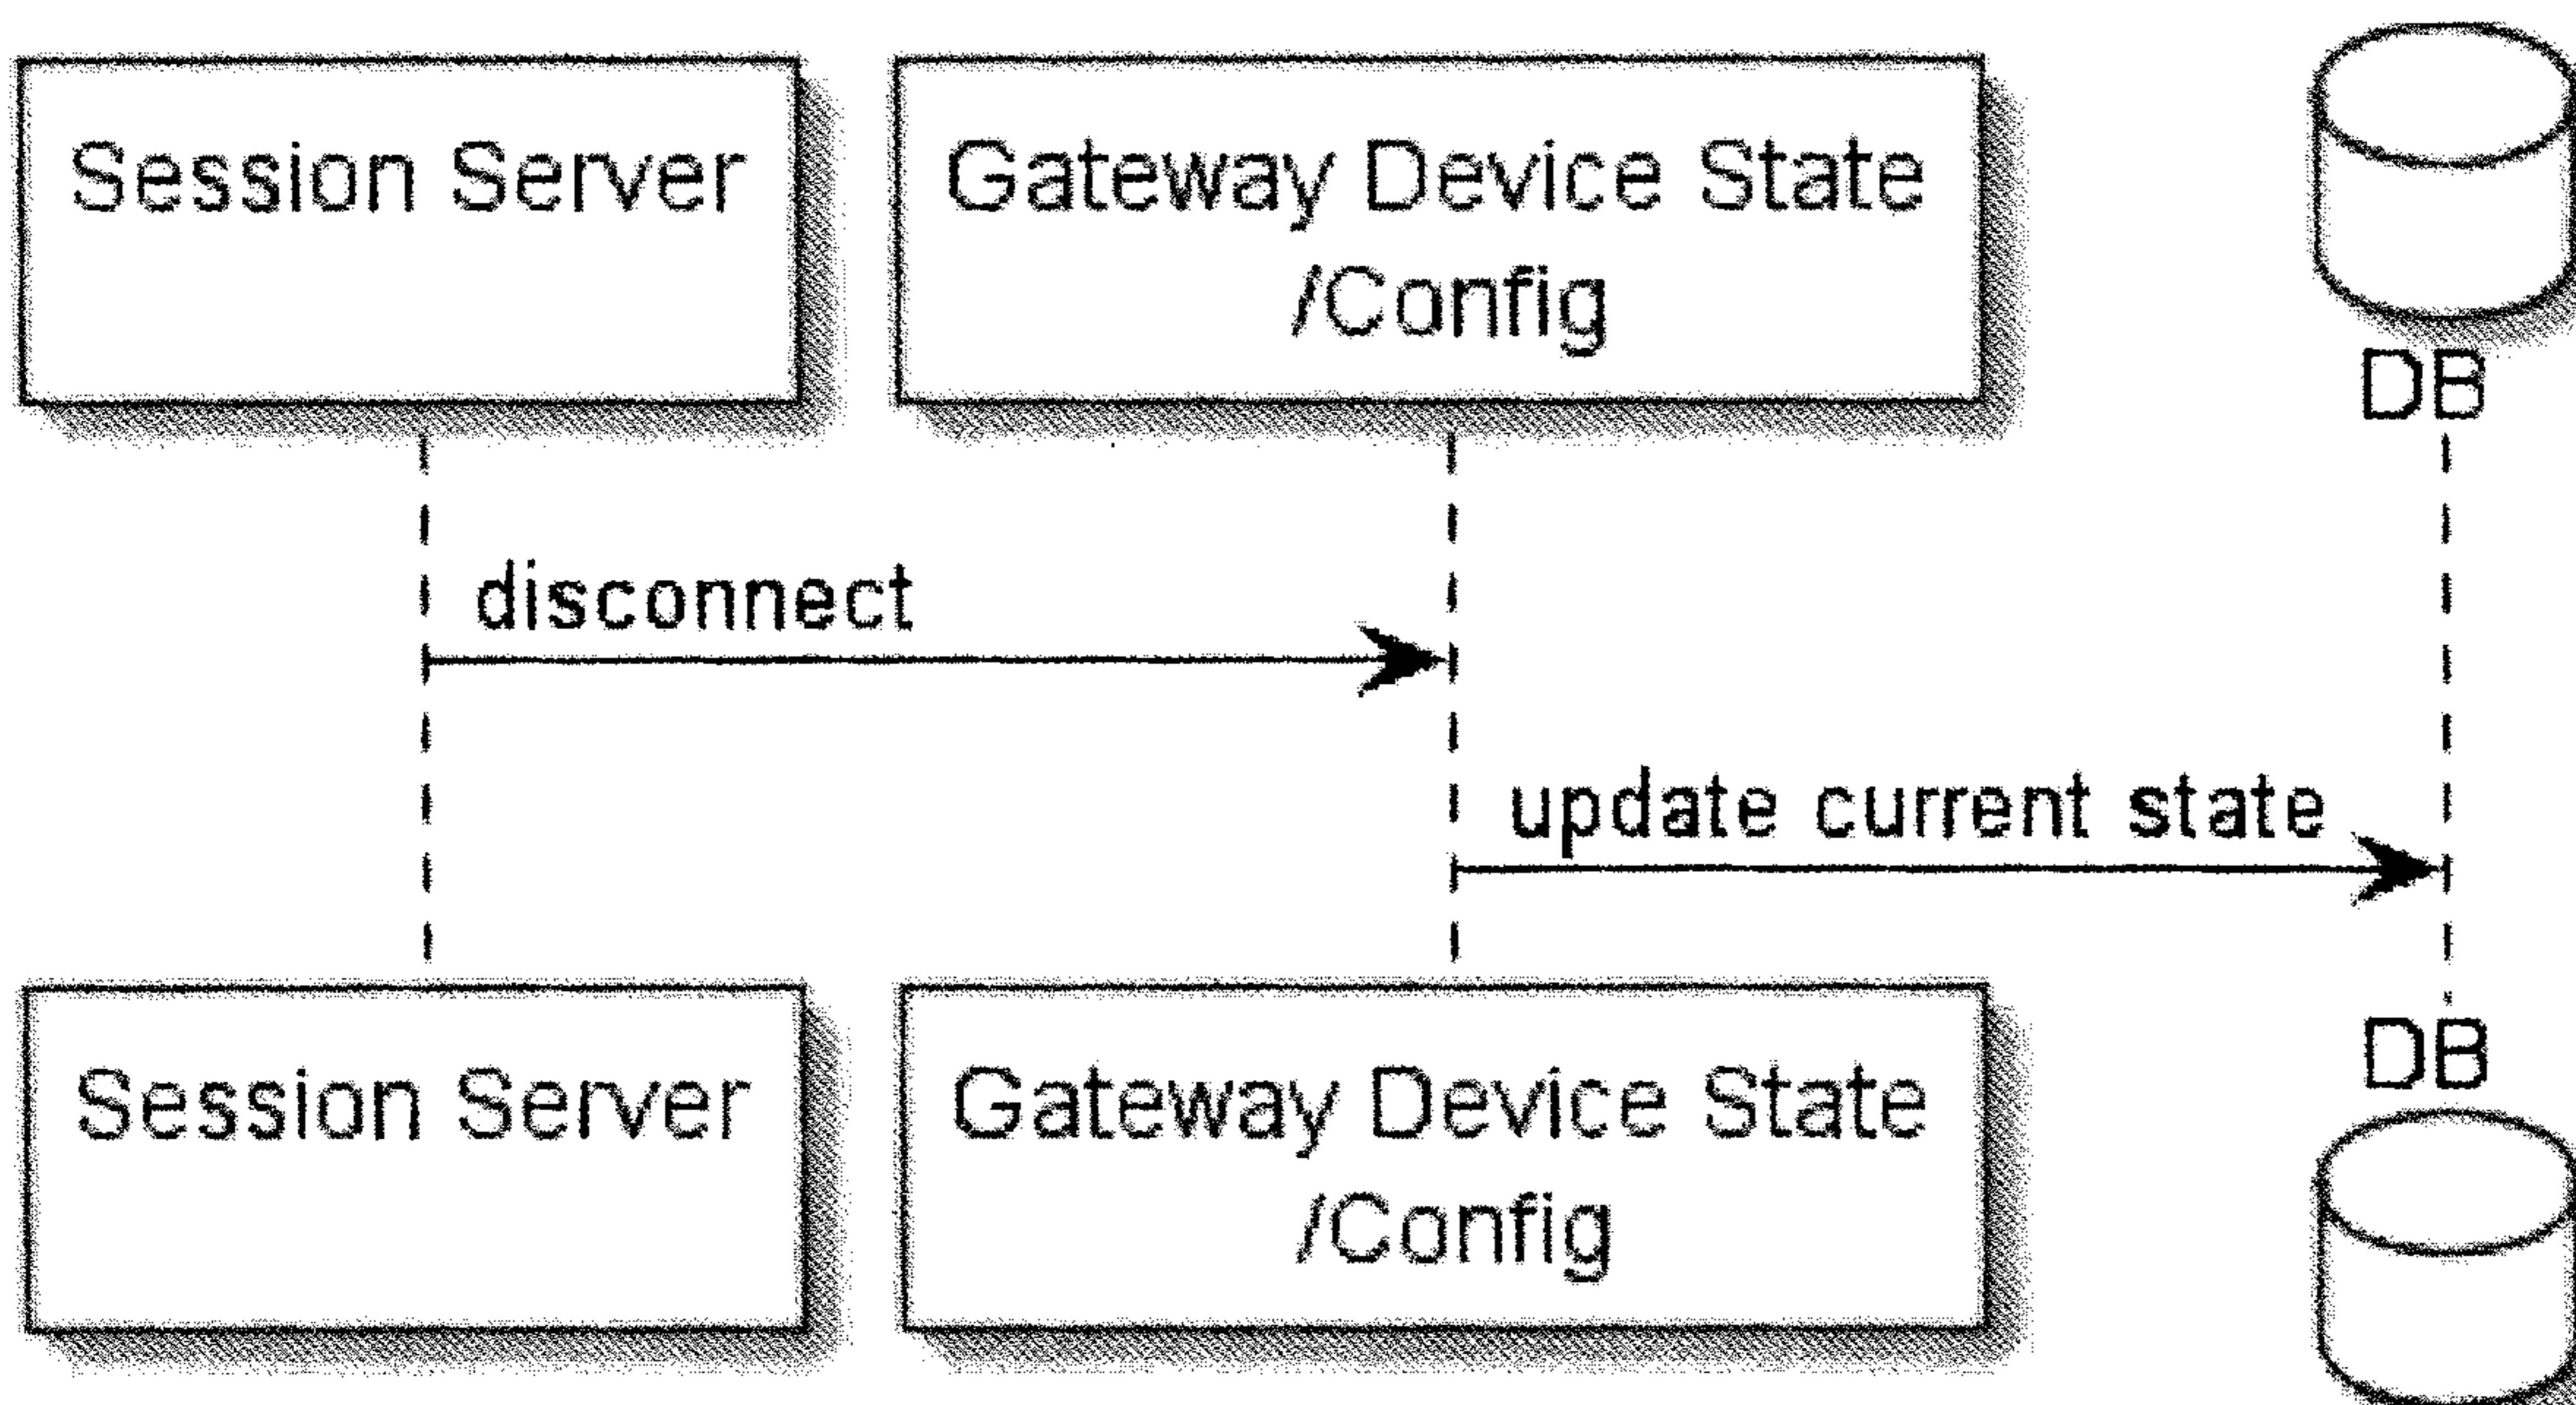 Session Server
Gateway Device State
/Config
DB
disconnect
update current state
Session Server
Gateway Device State
/Config
DB